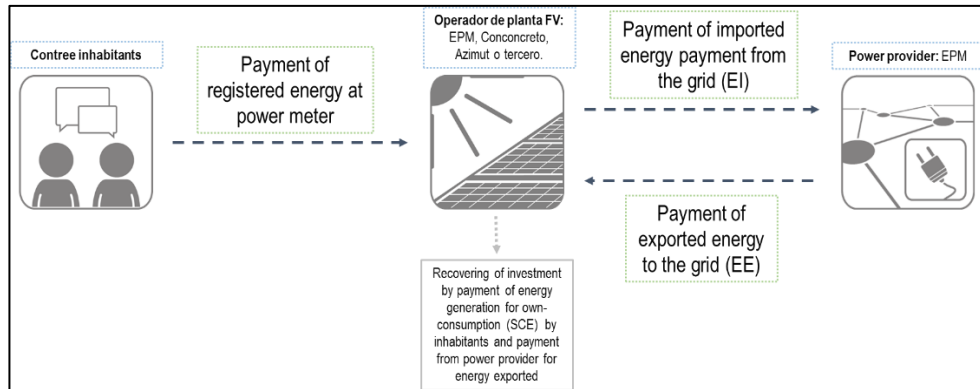 Contree inhabitants
Payment of
registered energy at
power meter
Operador de planta FV:
EPM, Conconcreto,
Azimut o tercero.
Payment of imported
energy payment from
the grid (EI)
Power provider: EPM
Payment of
exported energy
to the grid (EE)
Recovering of investment
by payment of energy
generation for own-
consumption (SCE) by
inhabitants and payment
from power provider for
energy exported